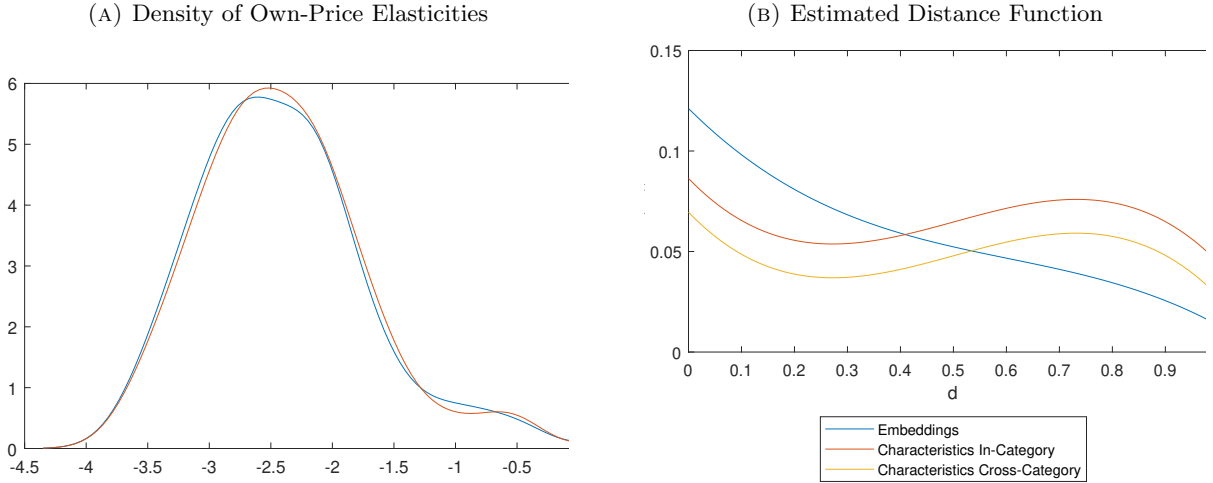 (A) Density of Own-Price Elasticities
6
5
4
3
2
1
0
-4.5 -4 -3.5 -3 -2.5 -2 -1.5 -1 -0.5
(B) Estimated Distance Function
0.15
0.1
0.05
0
0 0.1 0.2 0.3 0.4 0.5 0.6 0.7 0.8 0.9
d
Embeddings
Characteristics In-Category
Characteristics Cross-Category